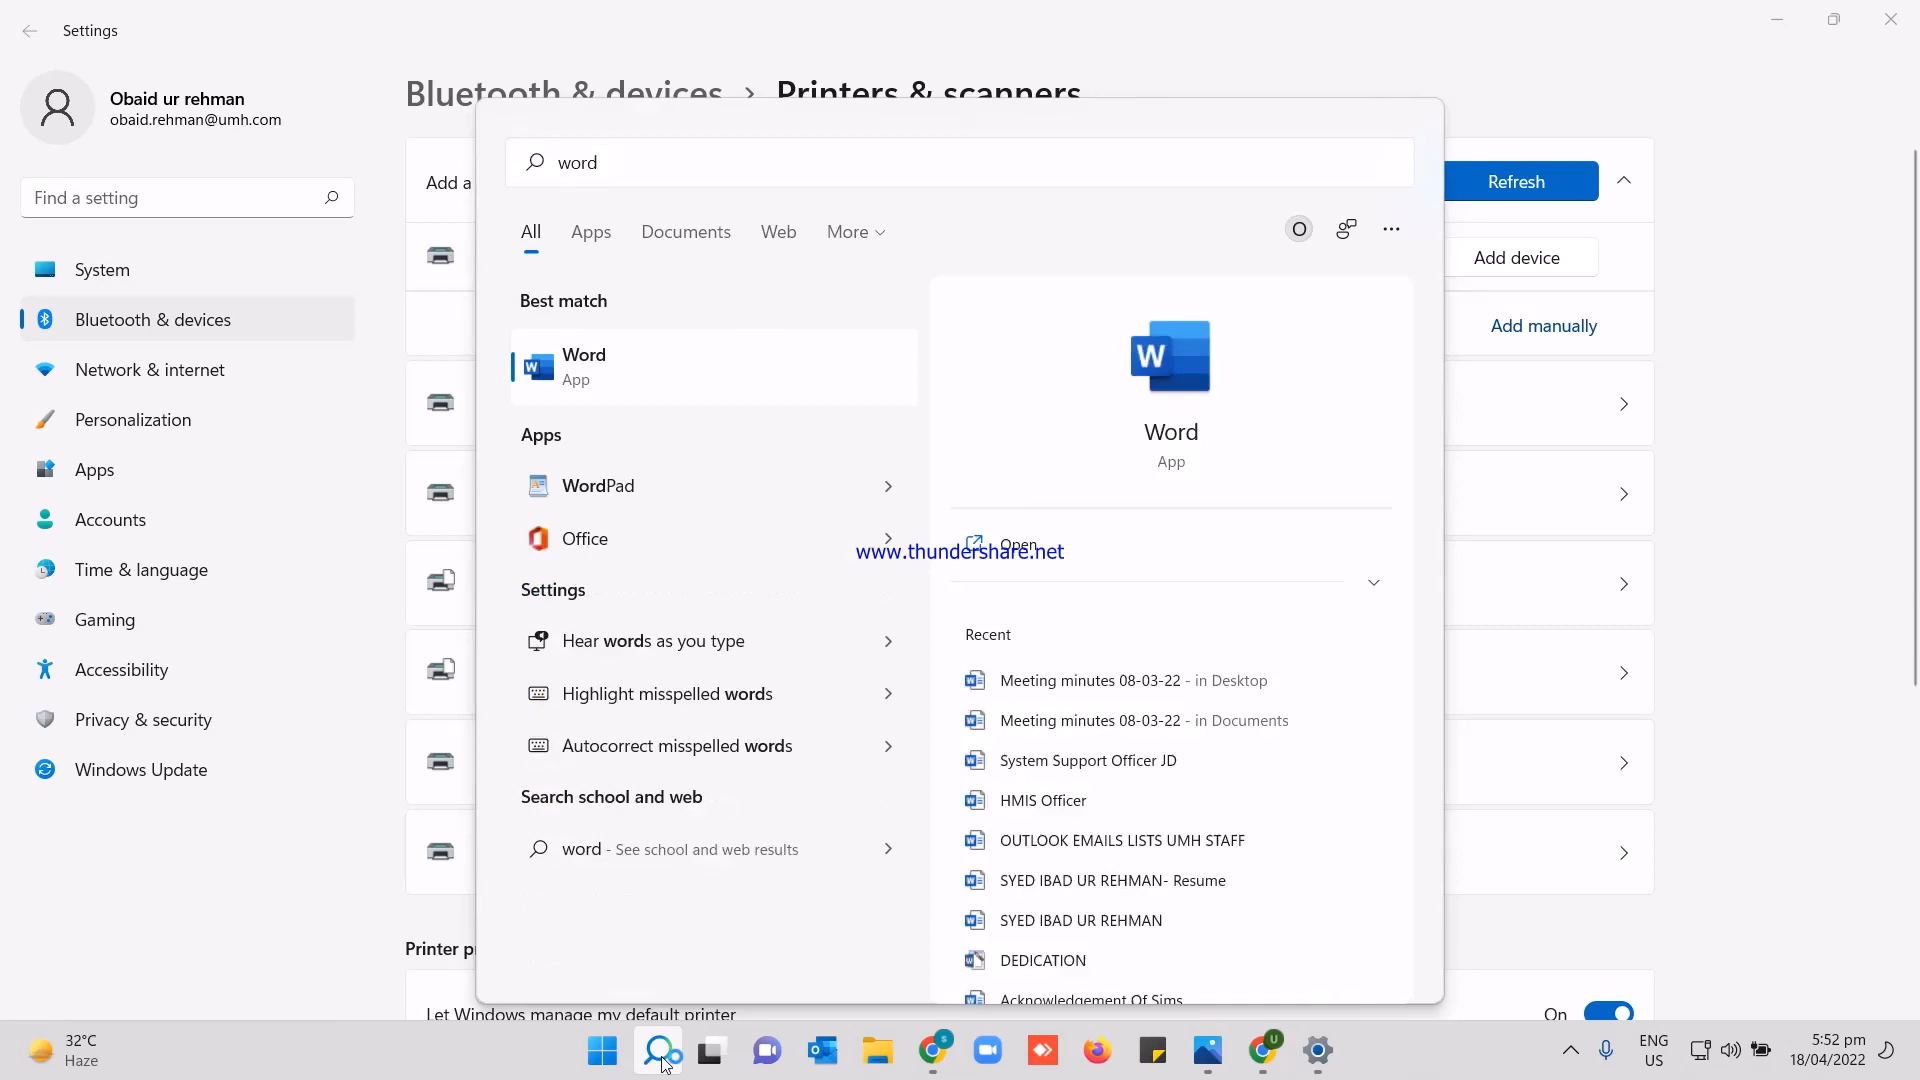 Settings
Obaid ur rehman
obaid.rehman@umh.com
Find a setting
System
Bluetooth & devices
Network & internet
Personalization
Apps
Accounts
Time & language
Gaming
Accessibility
Privacy & security
Windows Update
Bluetooth & devices > Printers & scanners
Add a
Refresh
Add device
Add manually
word
All Apps Documents Web More
O
Best match
Word
App
Apps
WordPad
Office
Settings
Hear words as you type
Highlight misspelled words
Autocorrect misspelled words
Search school and web
word - See school and web results
W
Word
App
Open
www.thundershare.net
Recent
Meeting minutes 08-03-22 - in Desktop
Meeting minutes 08-03-22 - in Documents
System Support Officer JD
HMIS Officer
OUTLOOK EMAILS LISTS UMH STAFF
SYED IBAD UR REHMAN- Resume
SYED IBAD UR REHMAN
DEDICATION
Acknowledgement Of Sims
Printer p
Let Windows manage my default printer
On
32°C
Haze
ENG
US
5:52 pm
18/04/2022